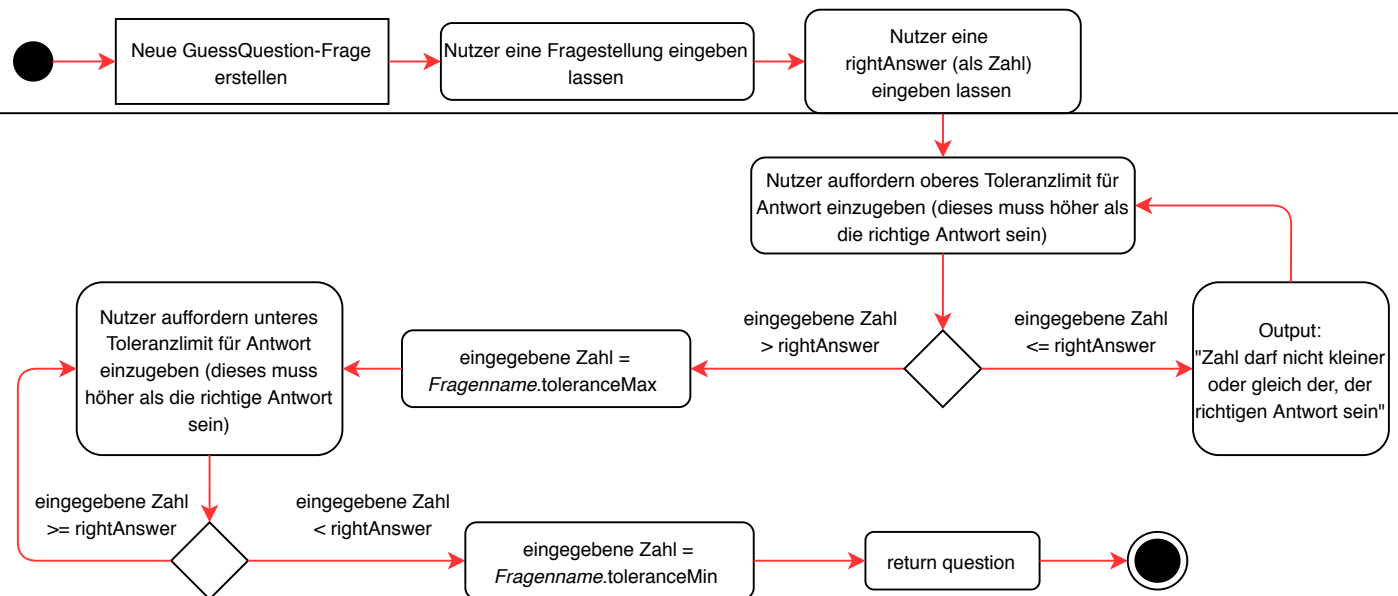 Neue GuessQuestion-Frage
erstellen
Nutzer eine Fragestellung eingeben
lassen
Nutzer eine
rightAnswer (als Zahl)
eingeben lassen
Nutzer auffordern oberes Toleranzlimit für
Antwort einzugeben (dieses muss höher als
die richtige Antwort sein)
eingegebene Zahl
> rightAnswer
eingegebene Zahl
<= rightAnswer
Output:
"Zahl darf nicht kleiner
oder gleich der, der
richtigen Antwort sein"
eingegebene Zahl =
Fragenname.toleranceMax
Nutzer auffordern unteres
Toleranzlimit für Antwort
einzugeben (dieses muss
höher als die richtige Antwort
sein)
eingegebene Zahl
>= rightAnswer
eingegebene Zahl
< rightAnswer
eingegebene Zahl =
Fragenname.toleranceMin
return question